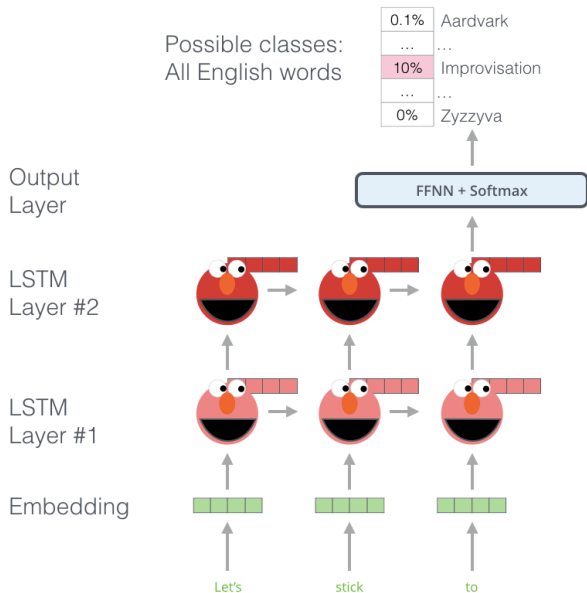 Possible classes:
All English words
0.1% Aardvark
... ...
10% Improvisation
... ...
0% Zyzzyva
Output
Layer
FFNN + Softmax
LSTM
Layer #2
LSTM
Layer #1
Embedding
Let's stick to